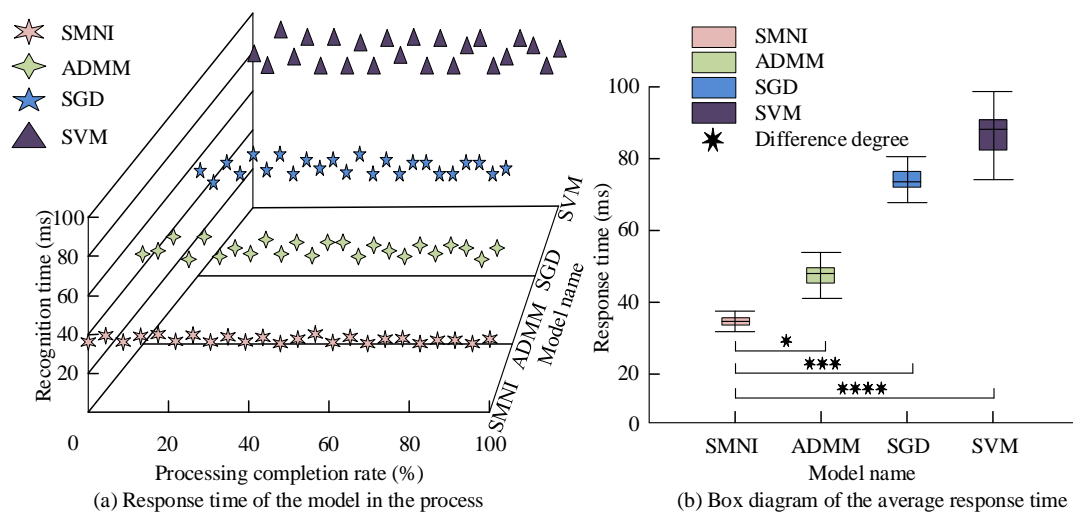 SMNI
ADMM
SGD
SVM
Recognition time (ms)
100
80
60
40
20
0
20
40
60
80
100
Processing completion rate (%)
SMNI
ADMM
SGD
SVM
Model name
(a) Response time of the model in the process
SMNI
ADMM
SGD
SVM
Difference degree
Response time (ms)
100
80
60
40
20
0
SMNI
ADMM
SGD
SVM
Model name
(b) Box diagram of the average response time